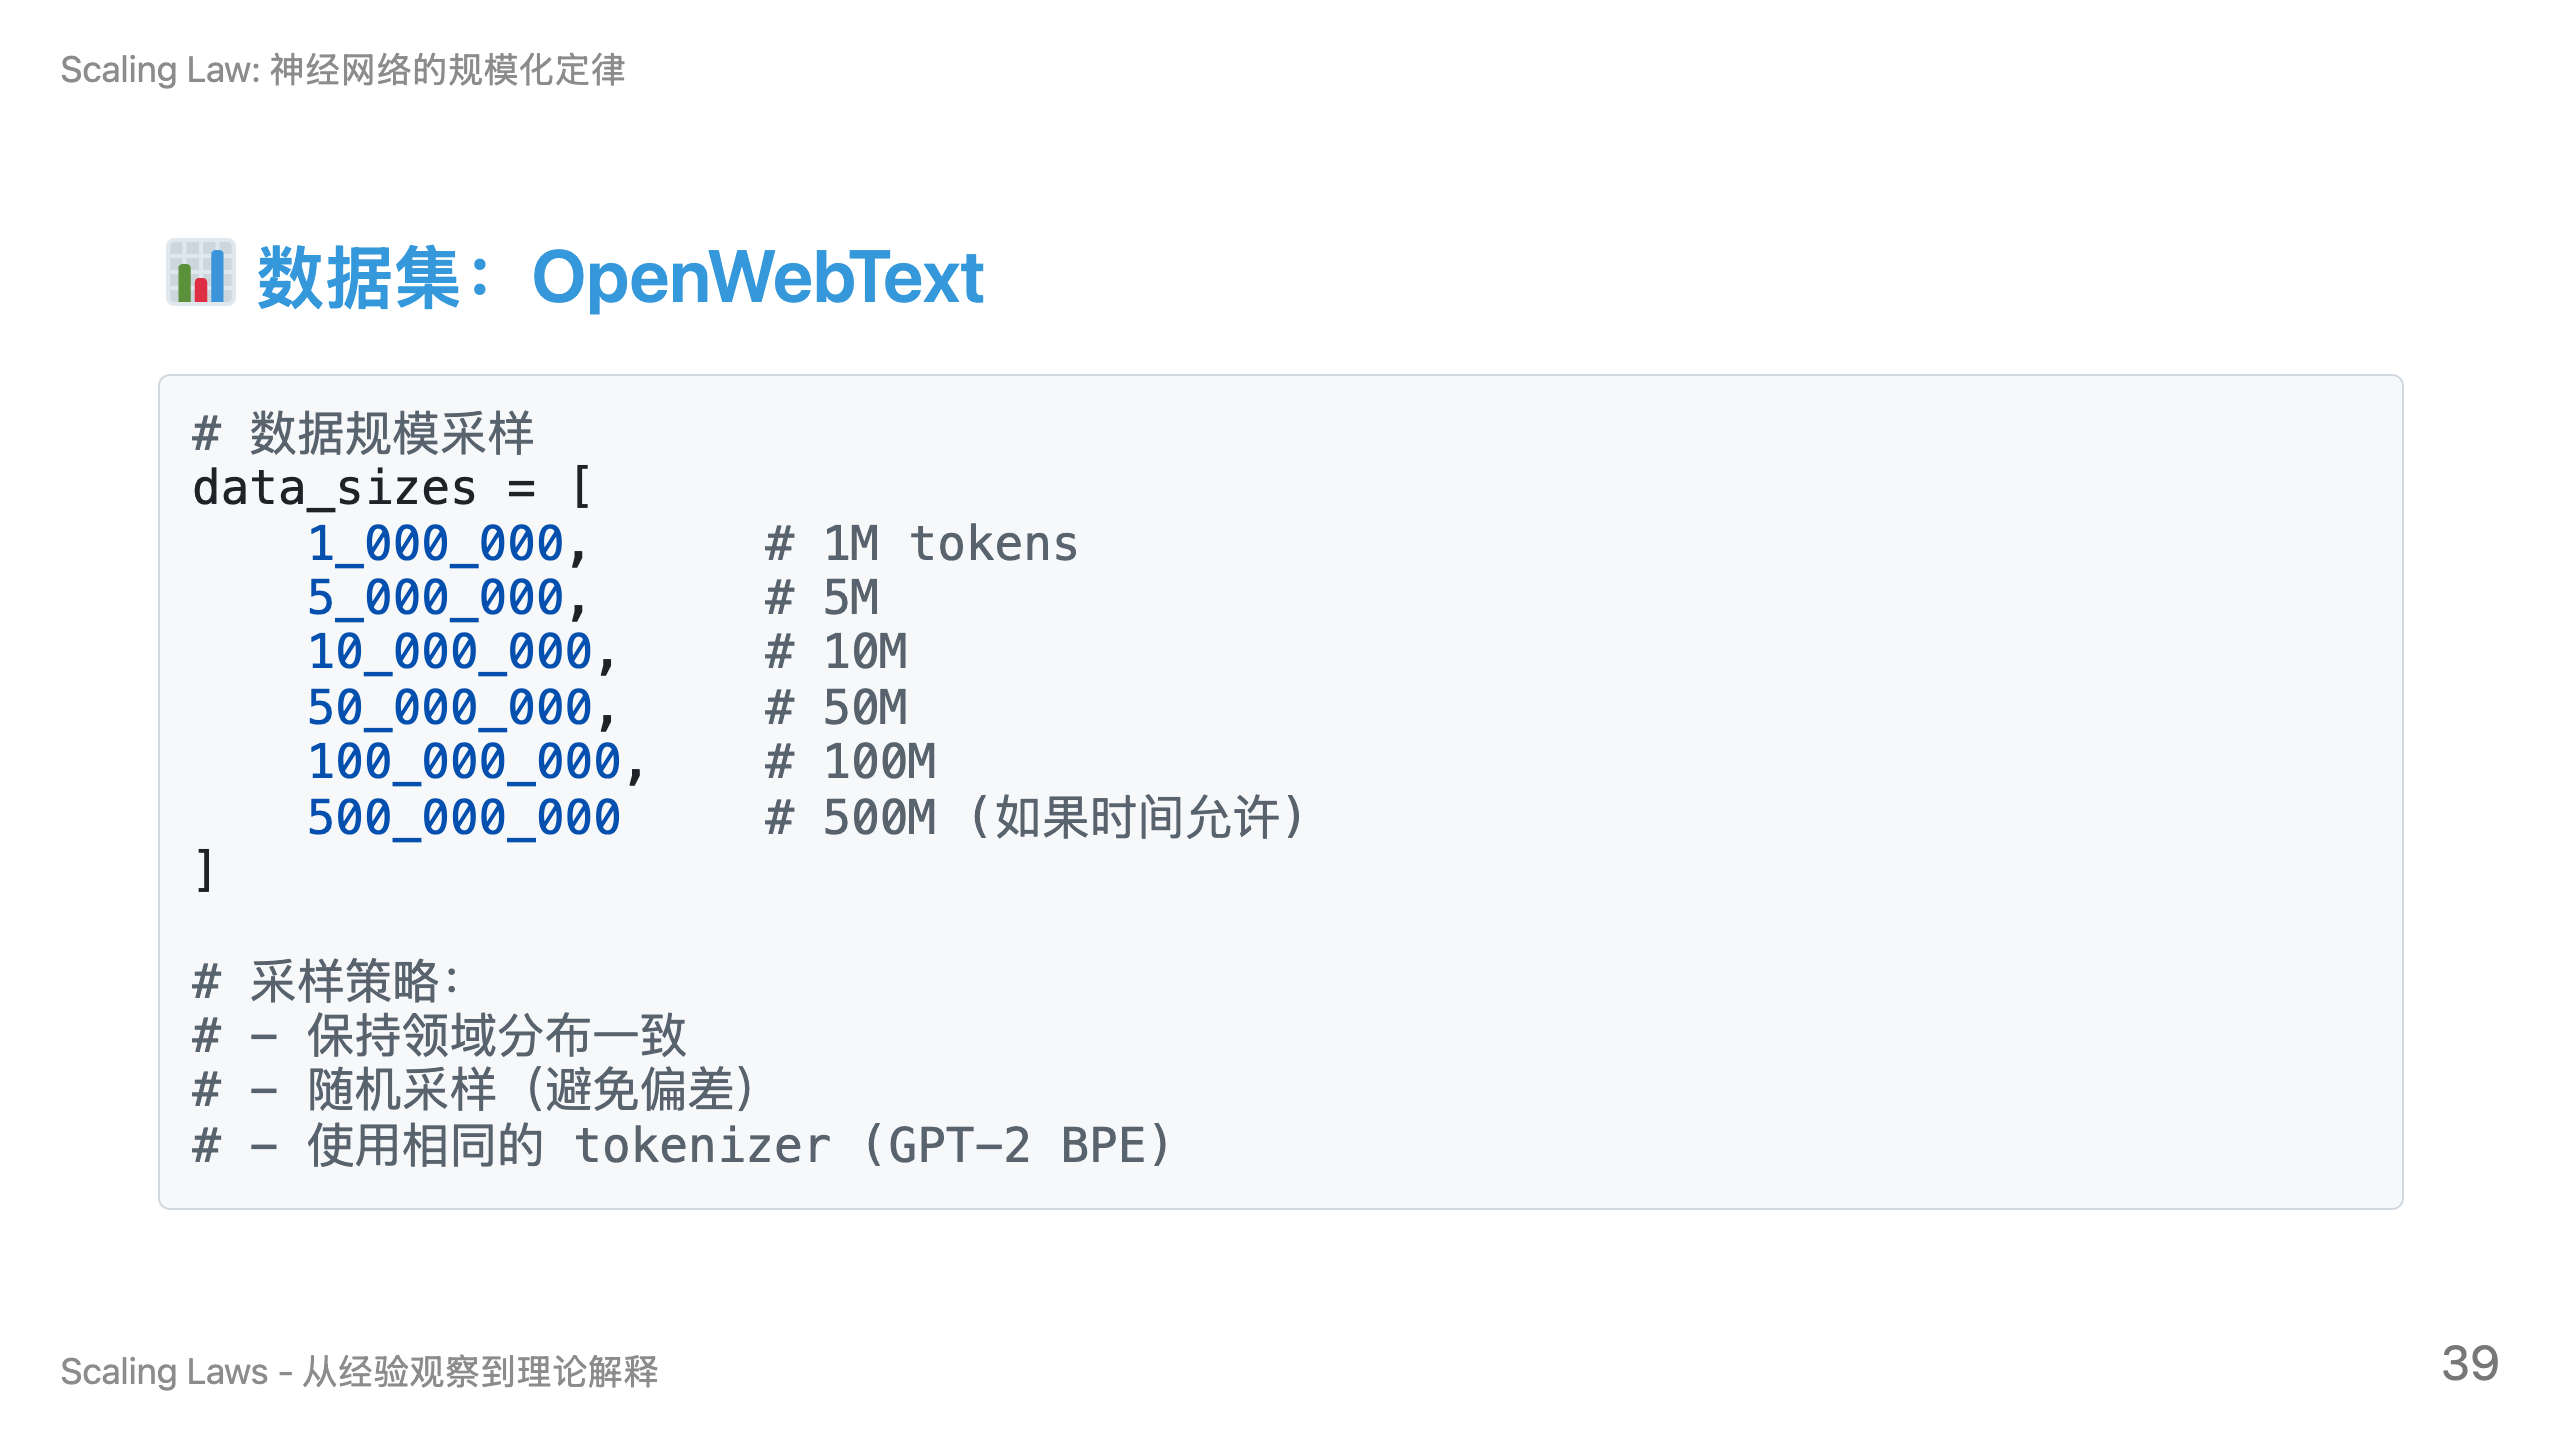 Scaling Law: 神经网络的规模化定律
📊 数据集：OpenWebText
# 数据规模采样
data_sizes = [
    1_000_000,      # 1M tokens
    5_000_000,      # 5M
    10_000_000,     # 10M
    50_000_000,     # 50M
    100_000_000,    # 100M
    500_000_000     # 500M (如果时间允许)
]
# 采样策略：
# - 保持领域分布一致
# - 随机采样（避免偏差）
# - 使用相同的 tokenizer (GPT-2 BPE)
Scaling Laws - 从经验观察到理论解释
39